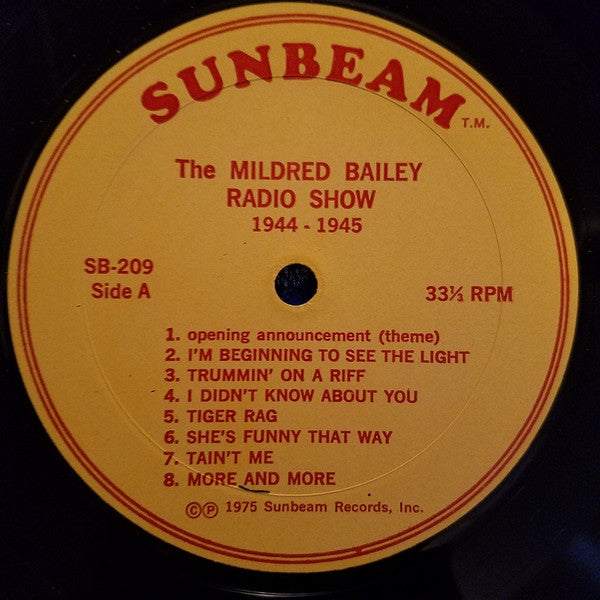 SUNBEAM T.M.
The MILDRED BAILEY
RADIO SHOW
1944 - 1945
SB-209
Side A
33⅓ RPM
1. opening announcement (theme)
2. I'M BEGINNING TO SEE THE LIGHT
3. TRUMMIN' ON A RIFF
4. I DIDN'T KNOW ABOUT YOU
5. TIGER RAG
6. SHE'S FUNNY THAT WAY
7. TAIN'T ME
8. MORE AND MORE
©℗ 1975 Sunbeam Records, Inc.